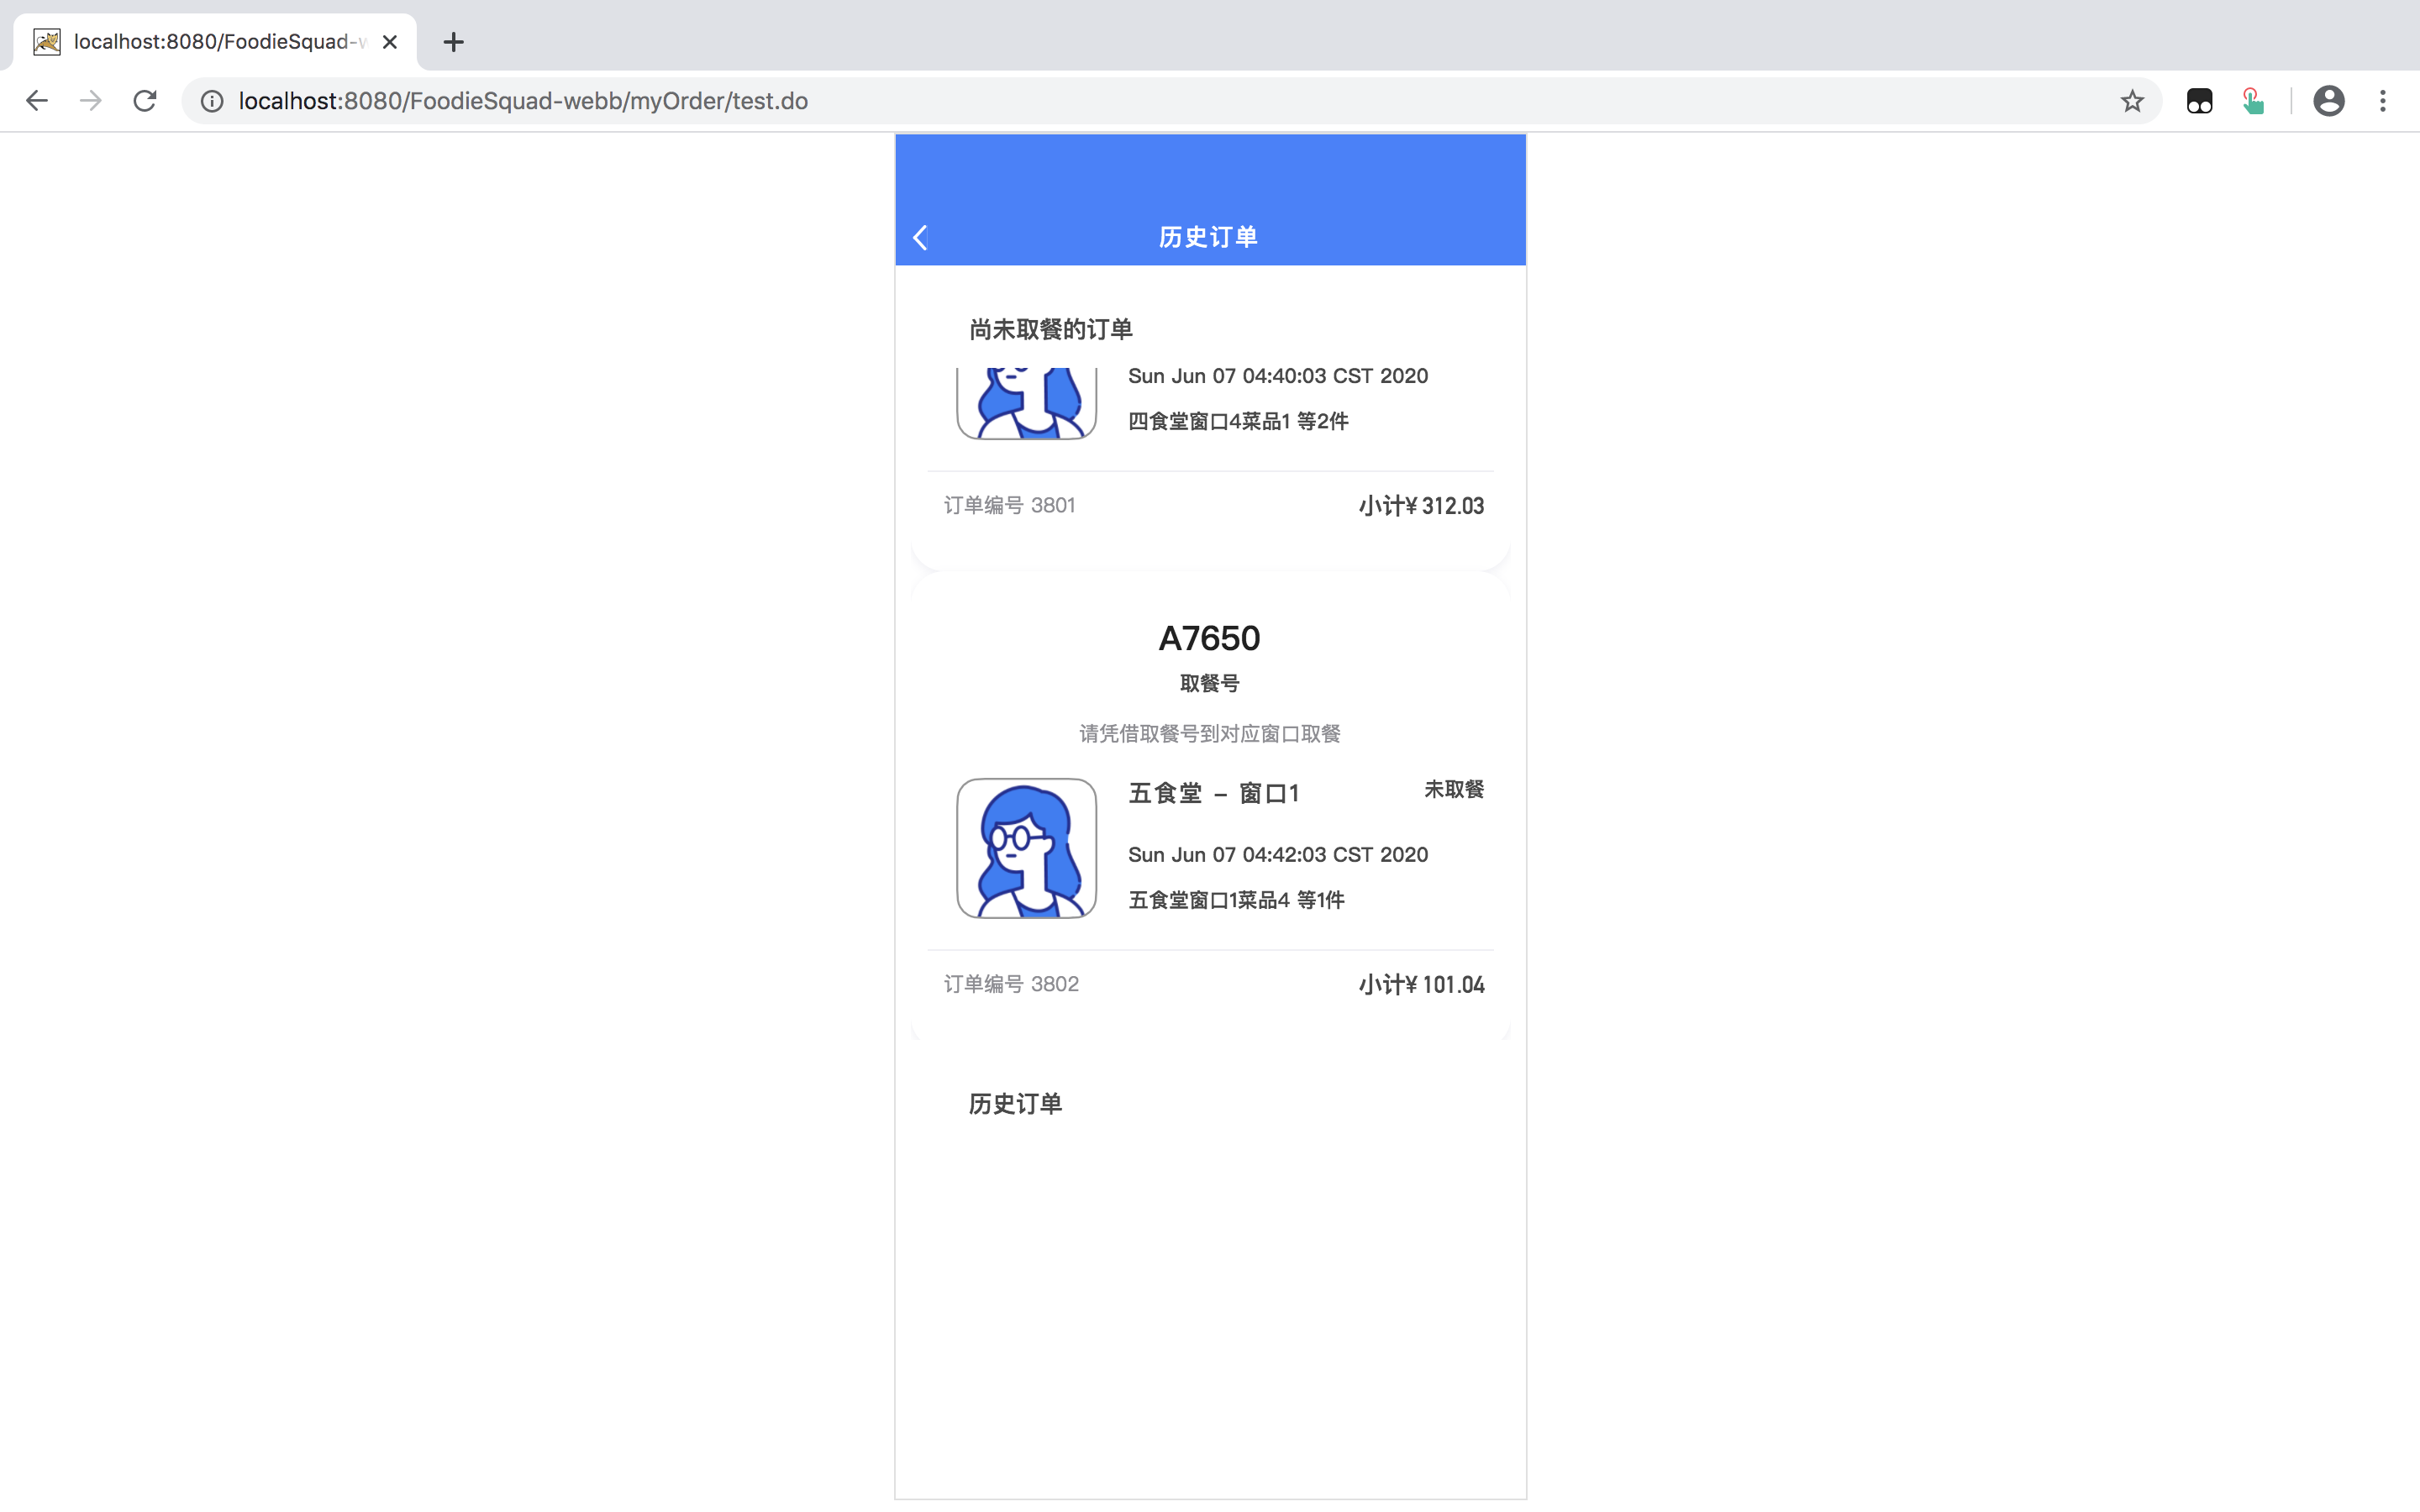 localhost:8080/FoodieSquad-w
localhost:8080/FoodieSquad-webb/myOrder/test.do
历史订单
尚未取餐的订单
Sun Jun 07 04:40:03 CST 2020
四食堂窗口4菜品1 等2件
订单编号 3801
小计¥ 312.03
A7650
取餐号
请凭借取餐号到对应窗口取餐
五食堂 – 窗口1
未取餐
Sun Jun 07 04:42:03 CST 2020
五食堂窗口1菜品4 等1件
订单编号 3802
小计¥ 101.04
历史订单